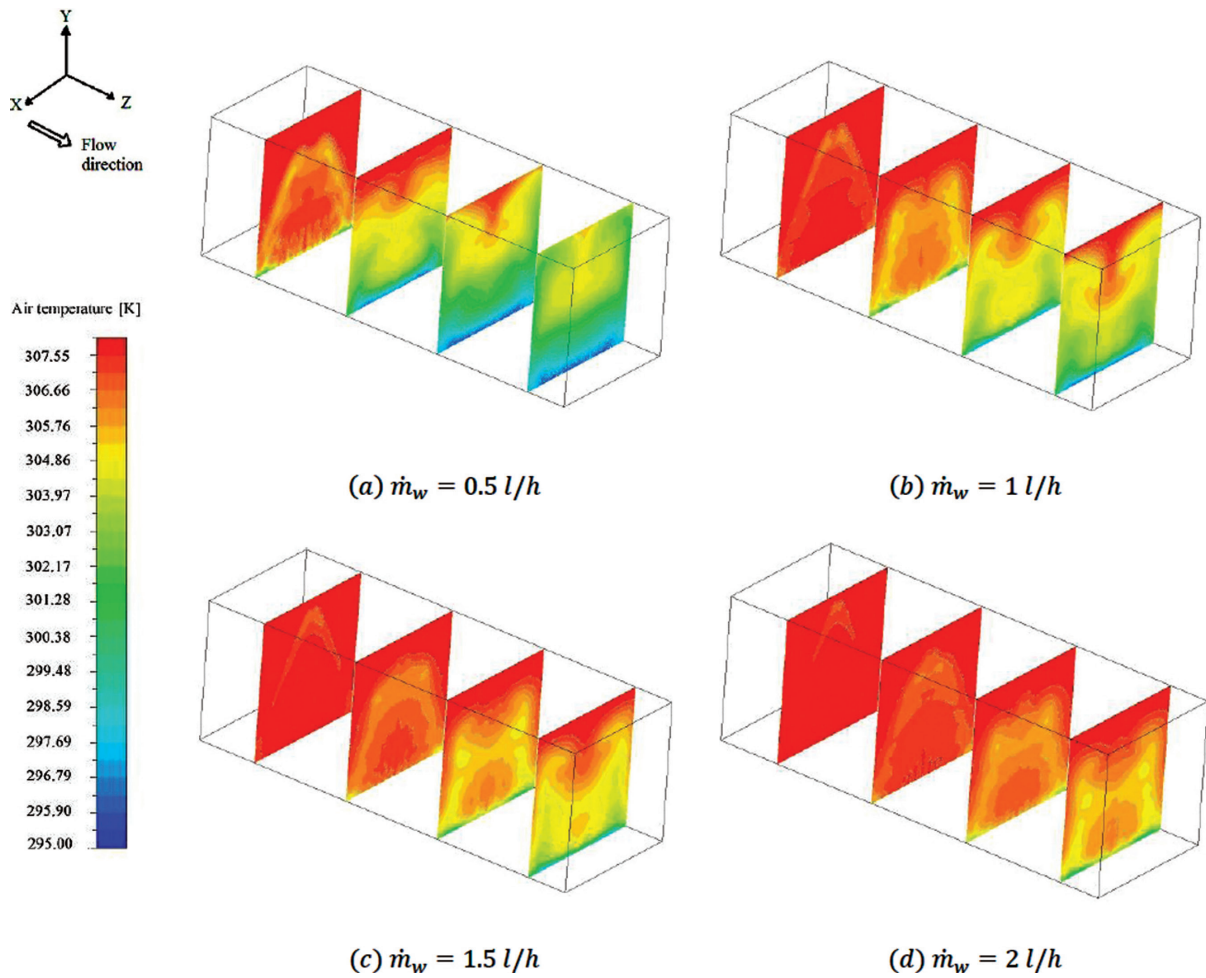 Y
X
Z
Flow
direction
Air temperature [K]
307.55
306.66
305.76
304.86
303.97
303.07
302.17
301.28
300.38
299.48
298.59
297.69
296.79
295.90
295.00
(a) ṁw = 0.5 l/h
(b) ṁw = 1 l/h
(c) ṁw = 1.5 l/h
(d) ṁw = 2 l/h